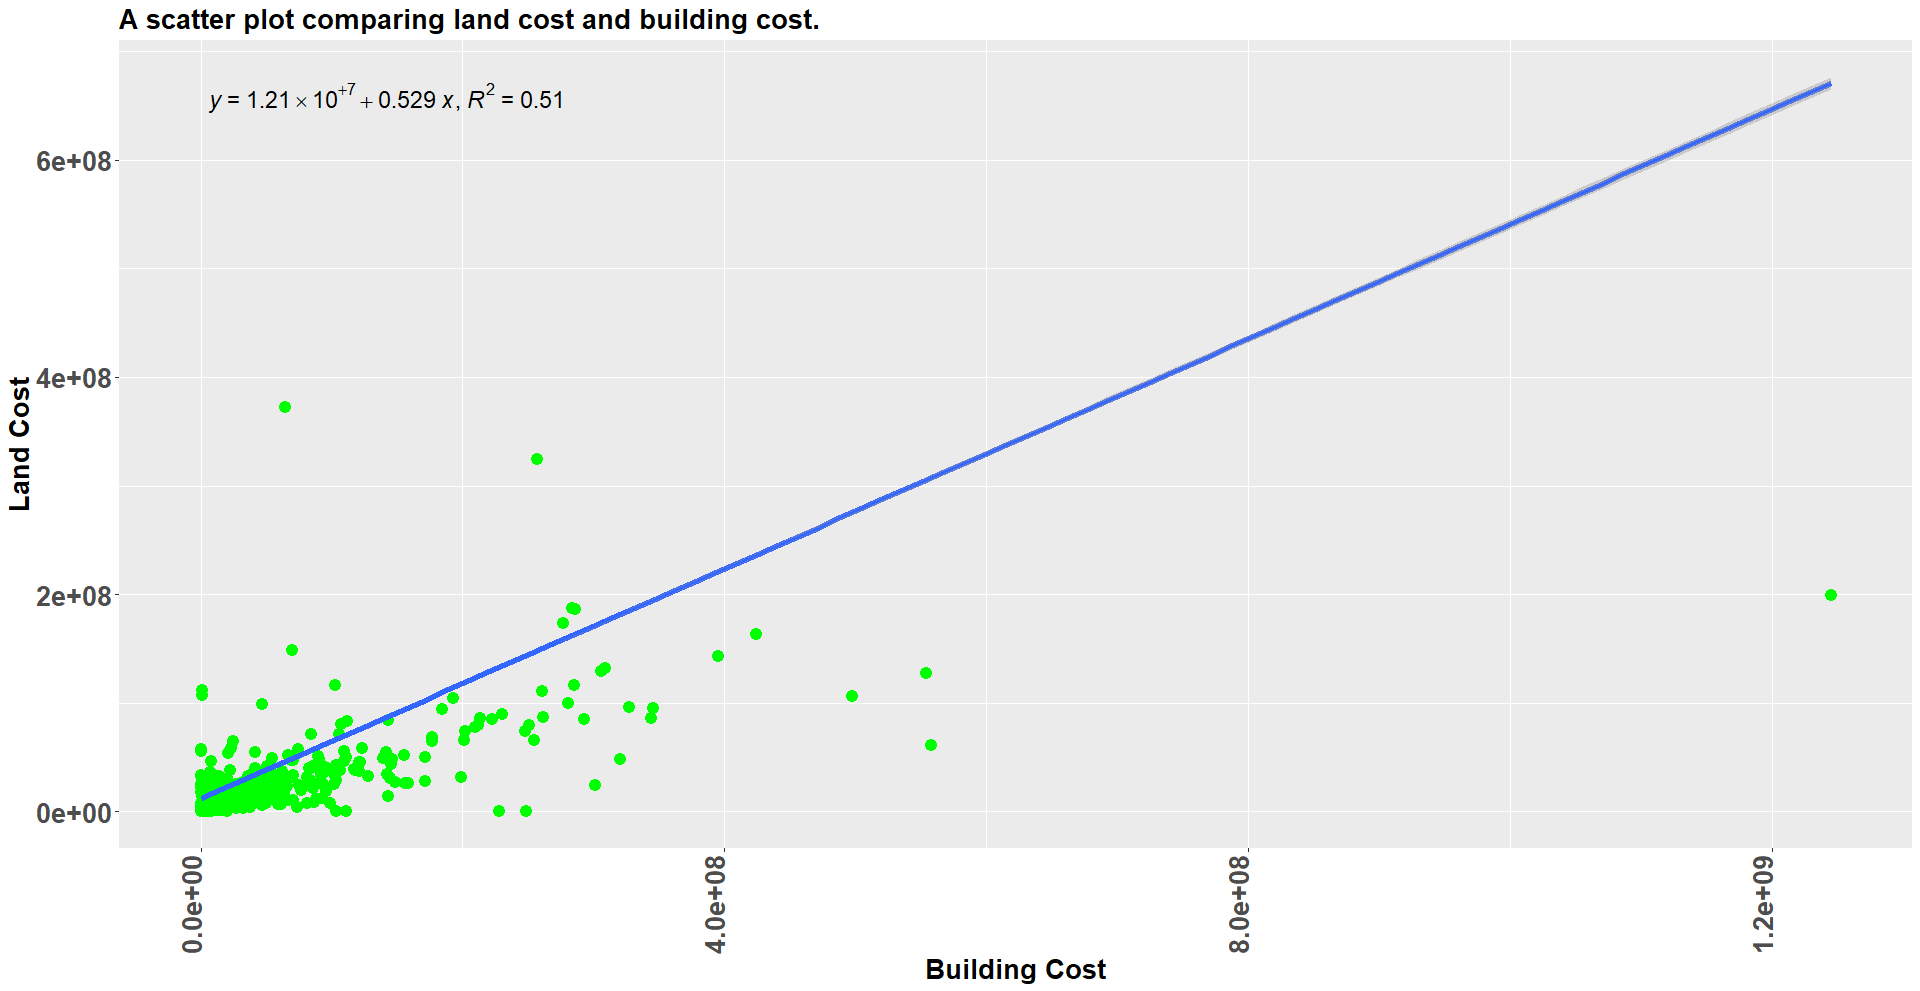 A scatter plot comparing land cost and building cost.
y = 1.21 × 10⁺⁷ + 0.529 x, R² = 0.51
Land Cost
6e+08
4e+08
2e+08
0e+00
0.0e+00
4.0e+08
8.0e+08
1.2e+09
Building Cost